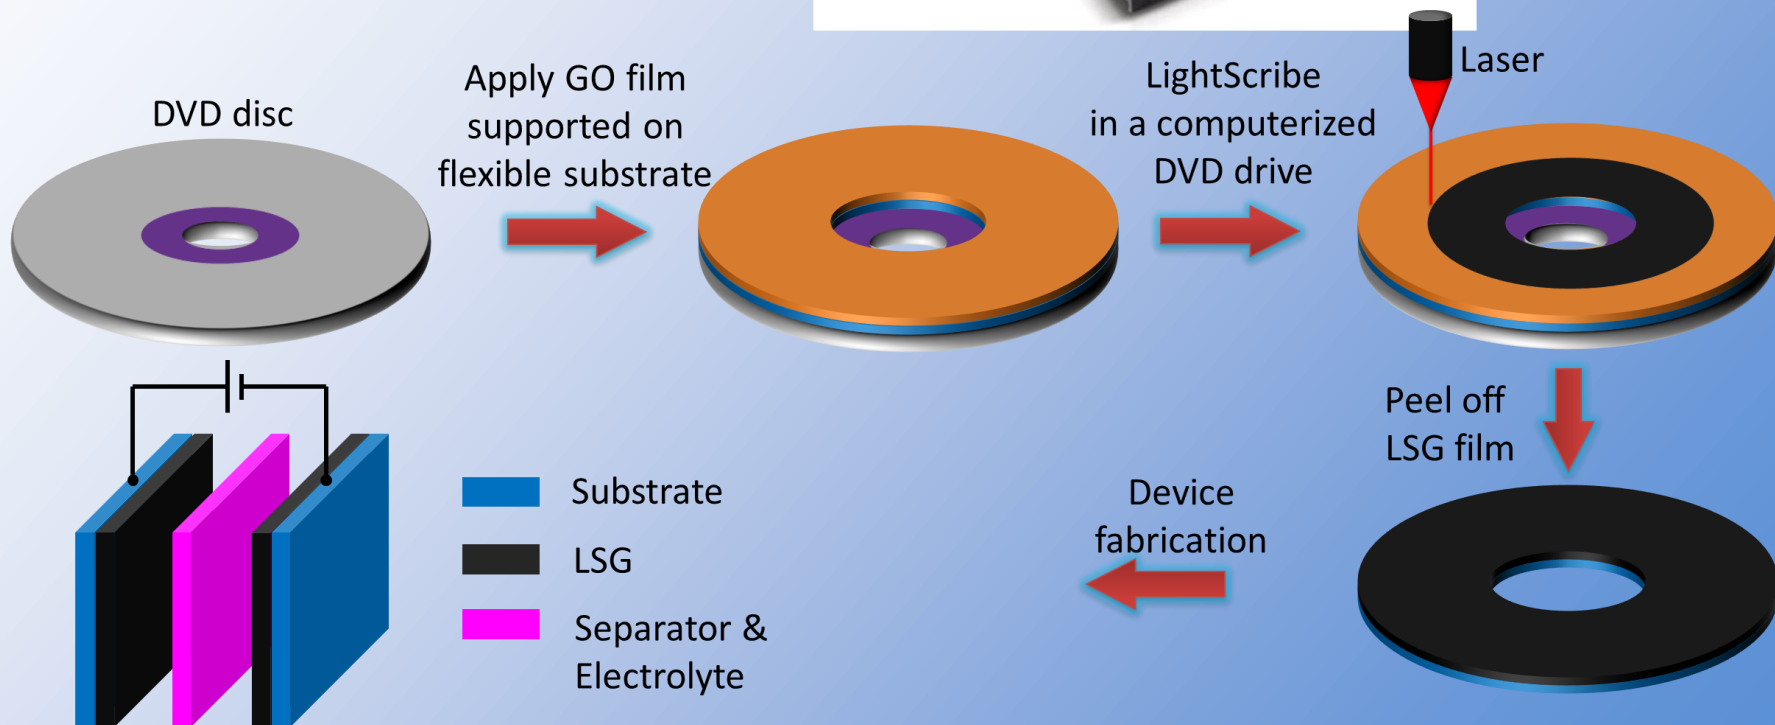 DVD disc
Apply GO film
supported on
flexible substrate
LightScribe
in a computerized
DVD drive
Laser
Peel off
LSG film
Device
fabrication
Substrate
LSG
Separator &
Electrolyte